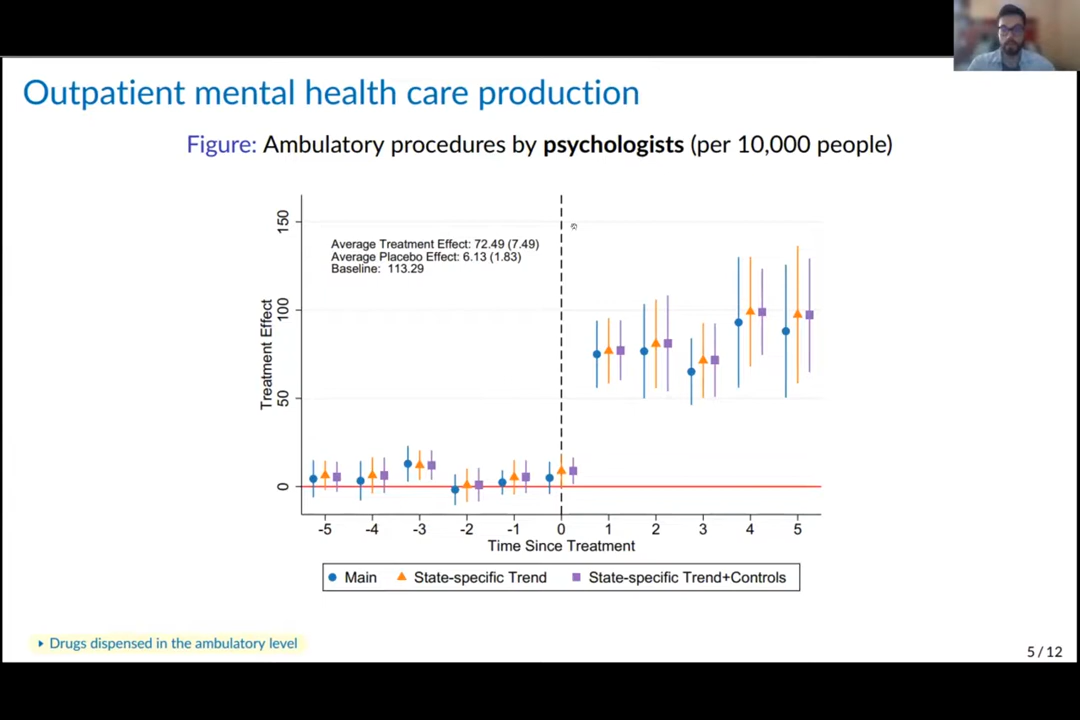 Outpatient mental health care production
Figure: Ambulatory procedures by psychologists (per 10,000 people)
150
100
50
0
Treatment Effect
Average Treatment Effect: 72.49 (7.49)
Average Placebo Effect: 6.13 (1.83)
Baseline: 113.29
-5 -4 -3 -2 -1 0 1 2 3 4 5
Time Since Treatment
Main State-specific Trend State-specific Trend+Controls
Drugs dispensed in the ambulatory level
5 / 12